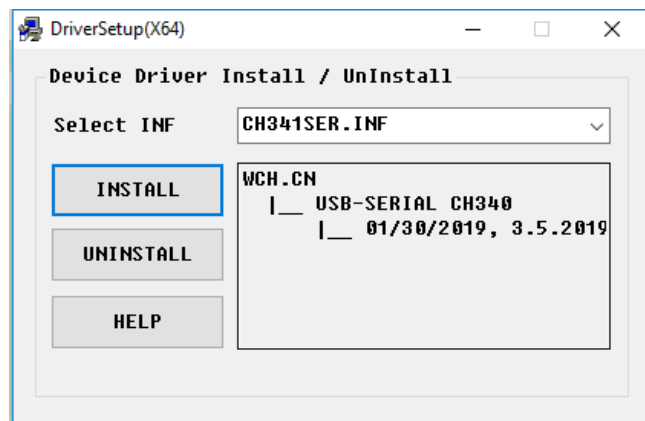 DriverSetup(X64)
Device Driver Install / UnInstall
Select INF
CH341SER.INF
INSTALL
UNINSTALL
HELP
WCH.CN
|__ USB-SERIAL CH340
|__ 01/30/2019, 3.5.2019